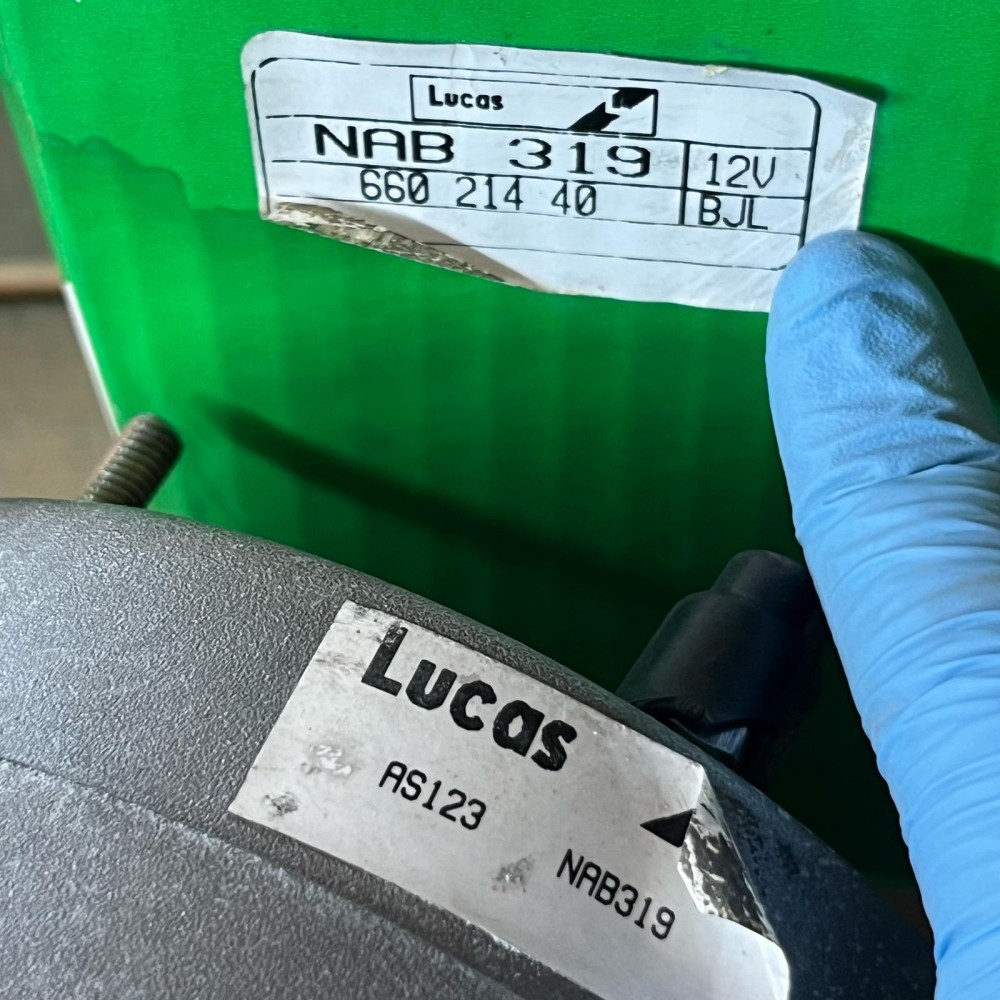 Lucas
NAB 319 12V
660 214 40 BJL
Lucas
AS123
NAB319